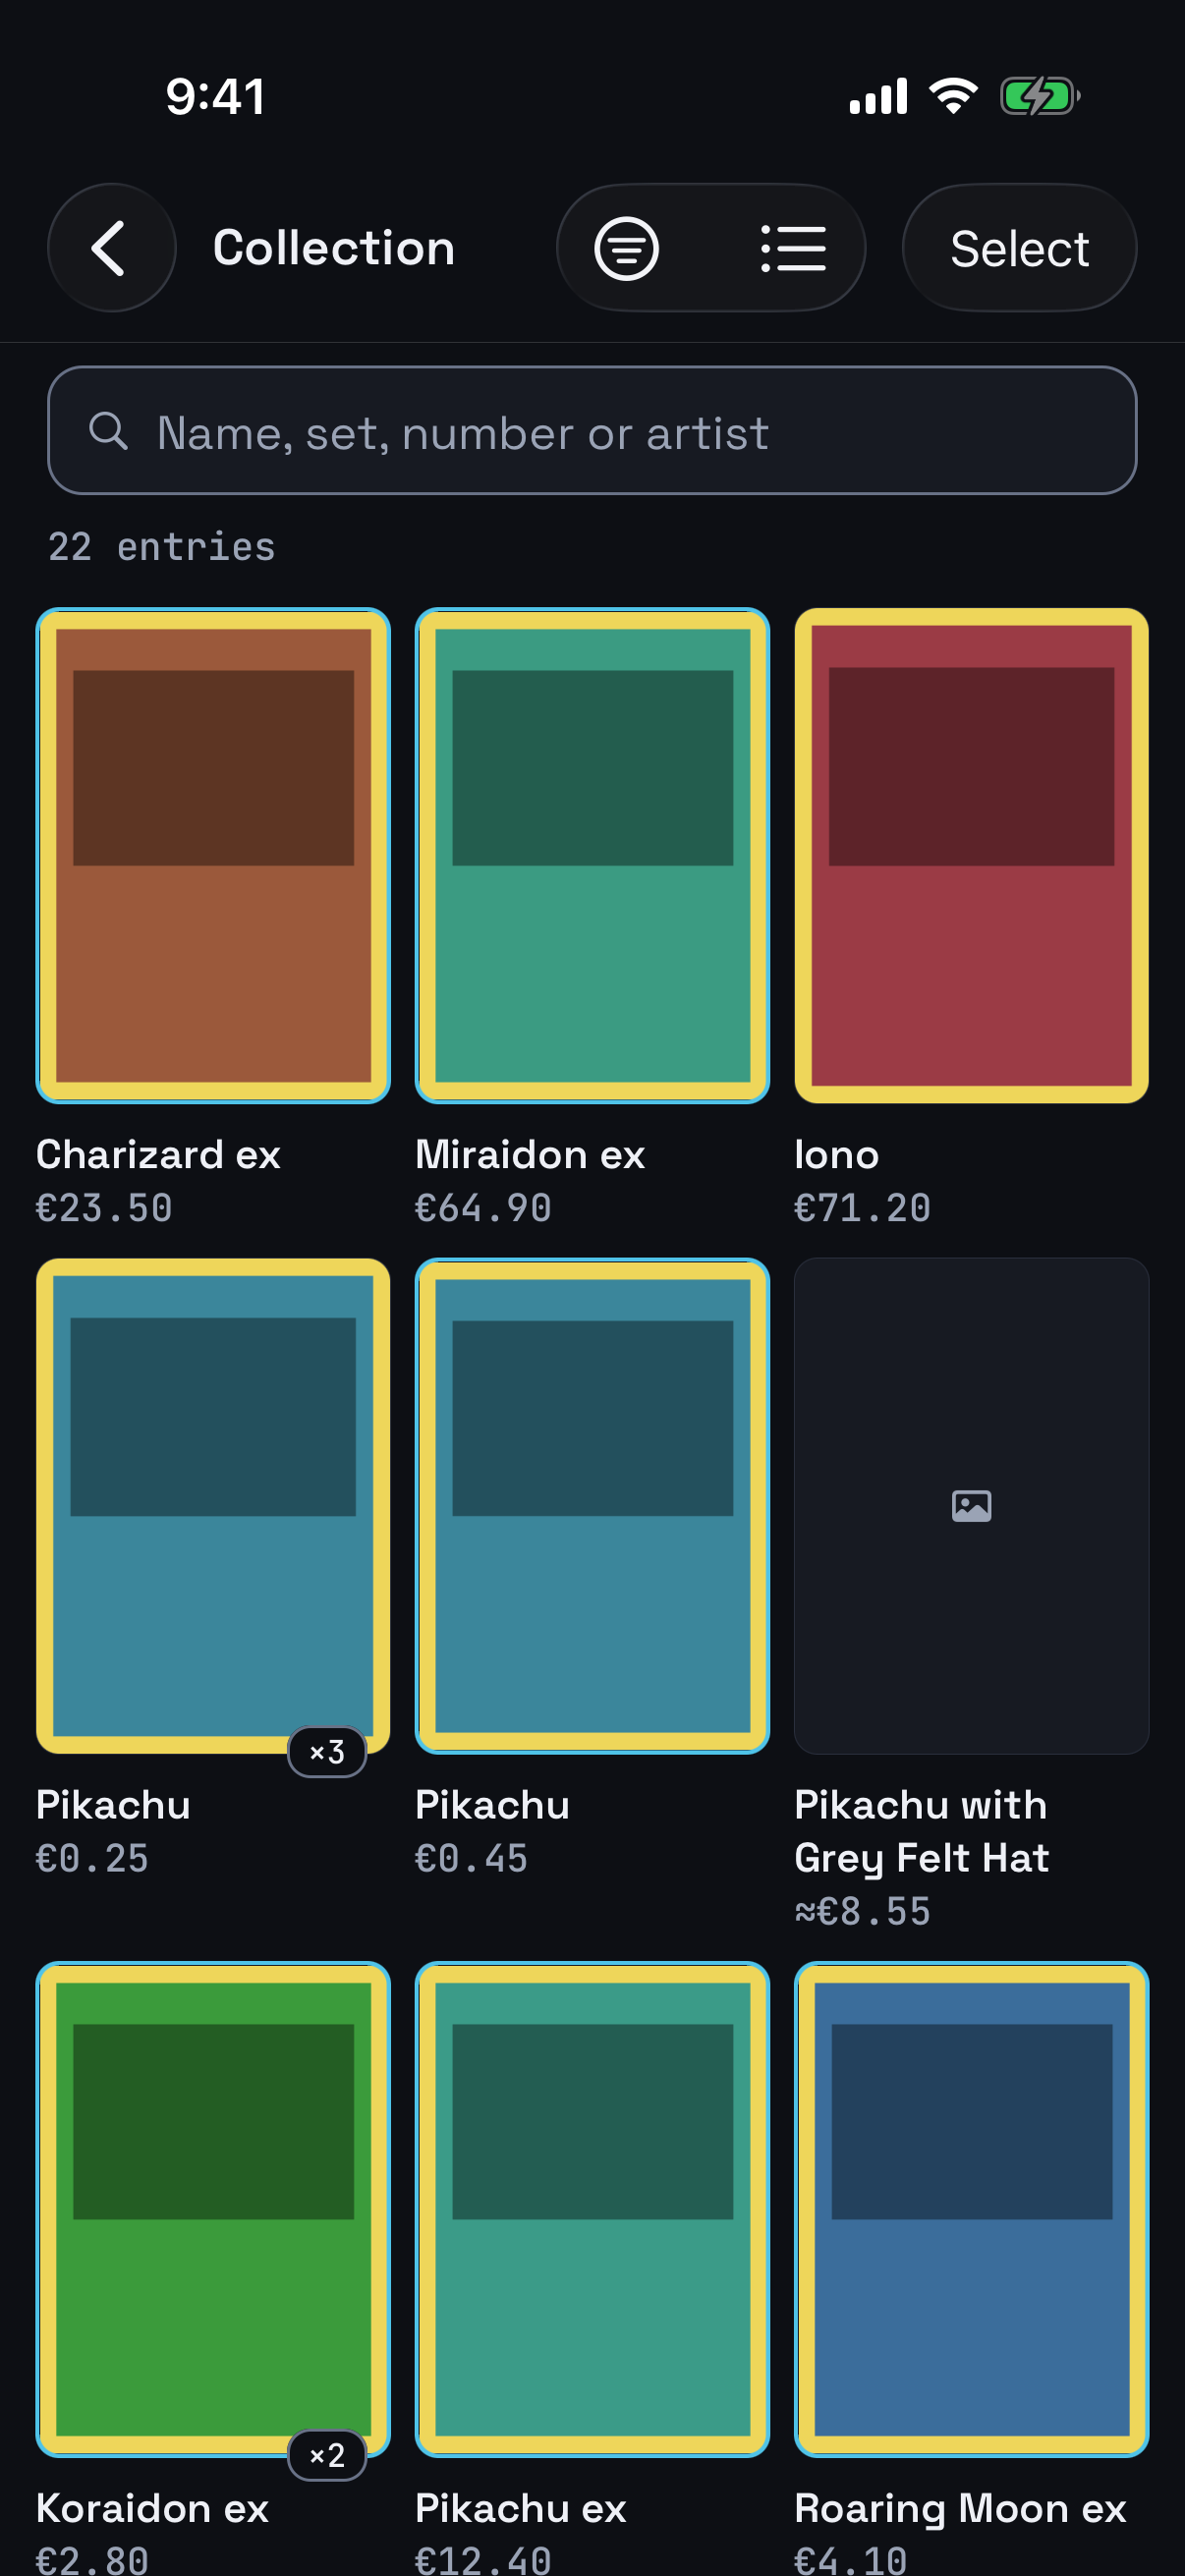 9:41
Collection
Select
Name, set, number or artist
22 entries
Charizard ex
€23.50
Miraidon ex
€64.90
Iono
€71.20
×3
Pikachu
€0.25
Pikachu
€0.45
Pikachu with
Grey Felt Hat
≈€8.55
×2
Koraidon ex
€2.80
Pikachu ex
€12.40
Roaring Moon ex
€4.10